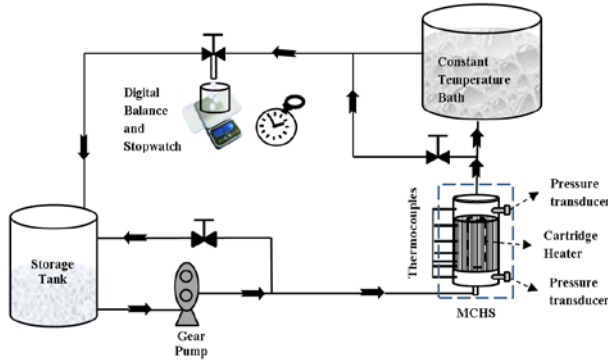 Constant
Temperature
Bath
Digital
Balance
and
Stopwatch
Pressure
transducer
Thermocouples
Cartridge
Heater
Storage
Tank
Pressure
transducer
MCHS
Gear
Pump